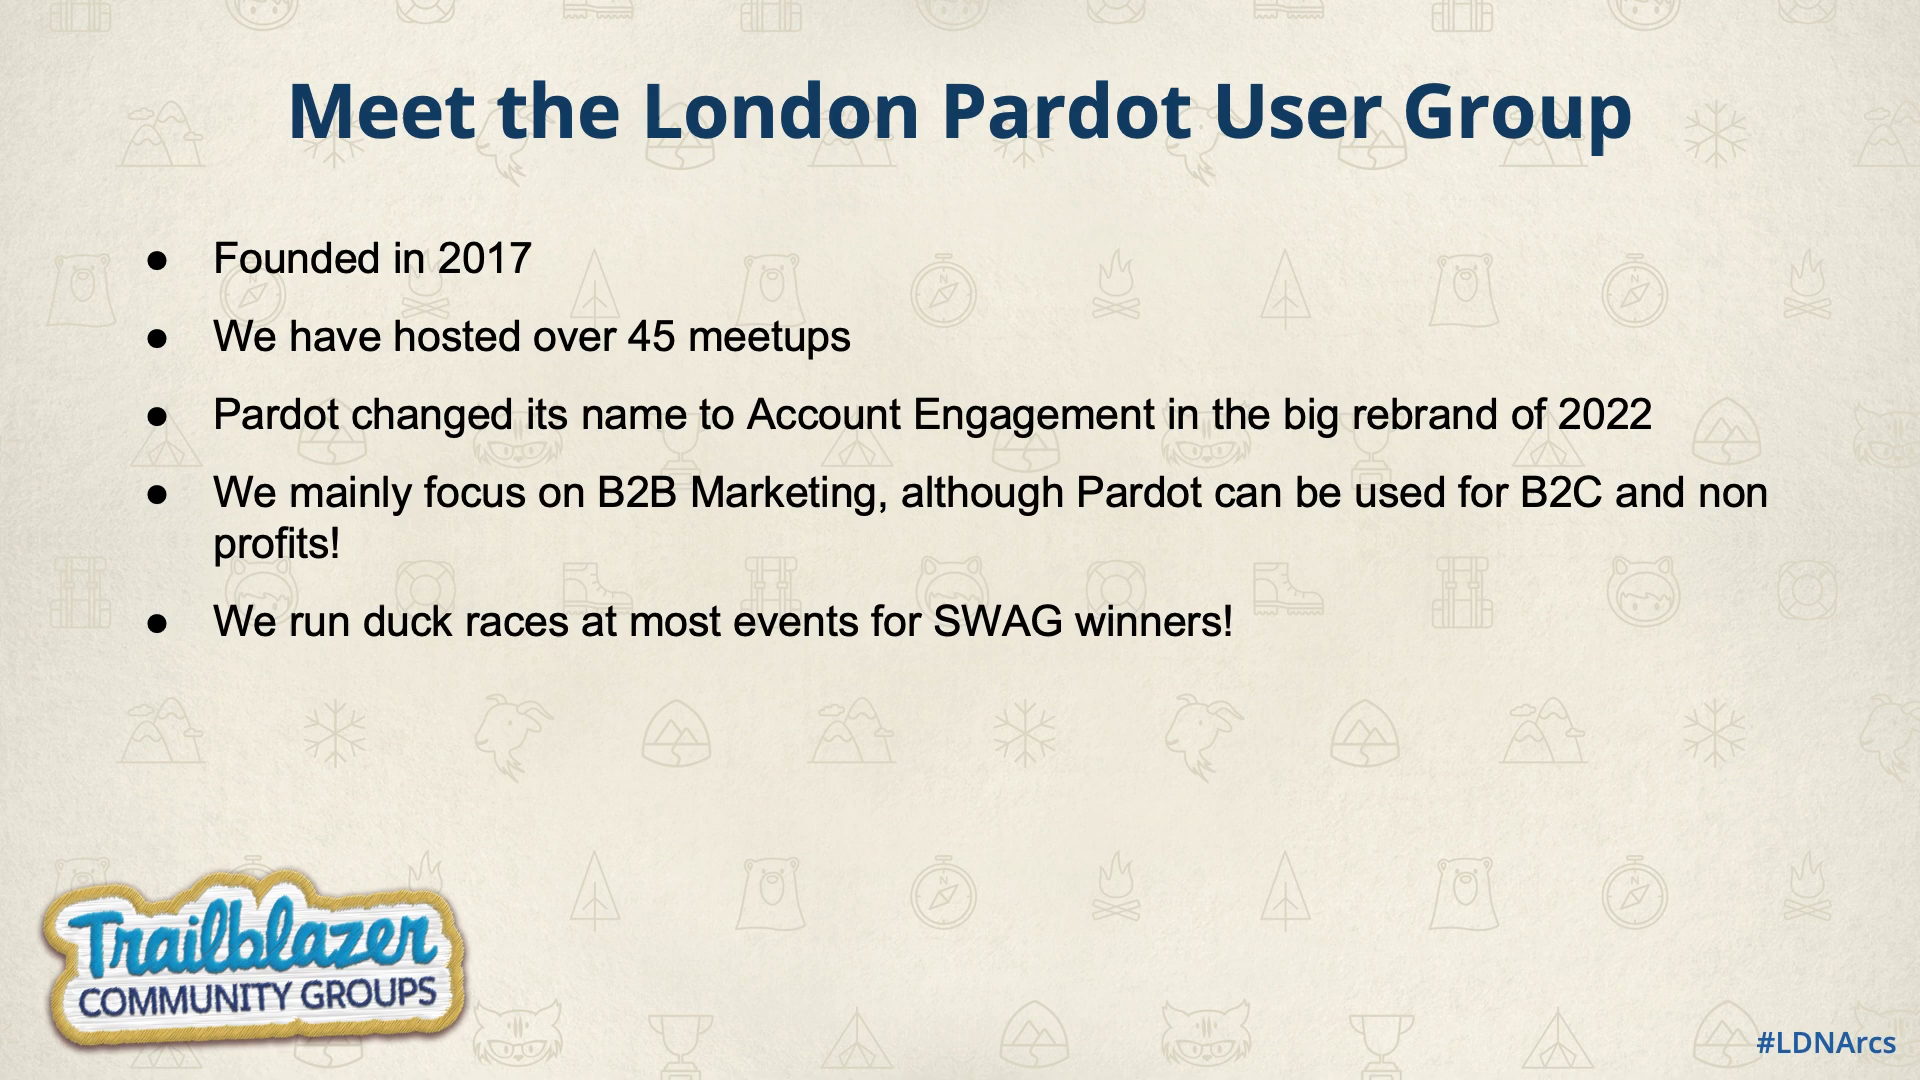 Meet the London Pardot User Group
● Founded in 2017
● We have hosted over 45 meetups
● Pardot changed its name to Account Engagement in the big rebrand of 2022
● We mainly focus on B2B Marketing, although Pardot can be used for B2C and non
profits!
● We run duck races at most events for SWAG winners!
Trailblazer
COMMUNITY GROUPS
#LDNArcs